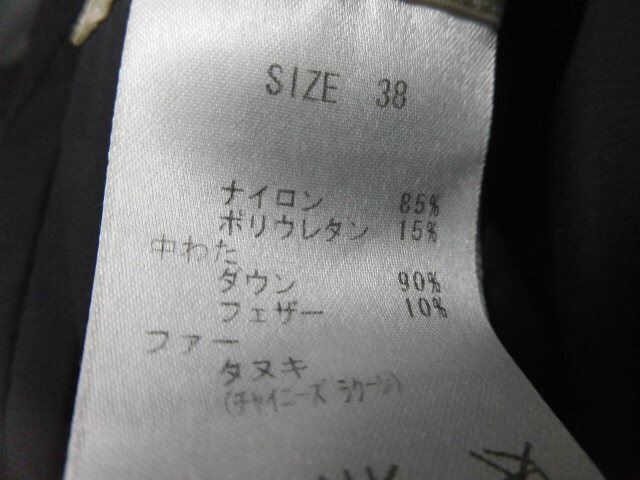 SIZE 38
ナイロン 85%
ポリウレタン 15%
中わた
ダウン 90%
フェザー 10%
ファー
タヌキ
(チャイニーズ ラクーン)